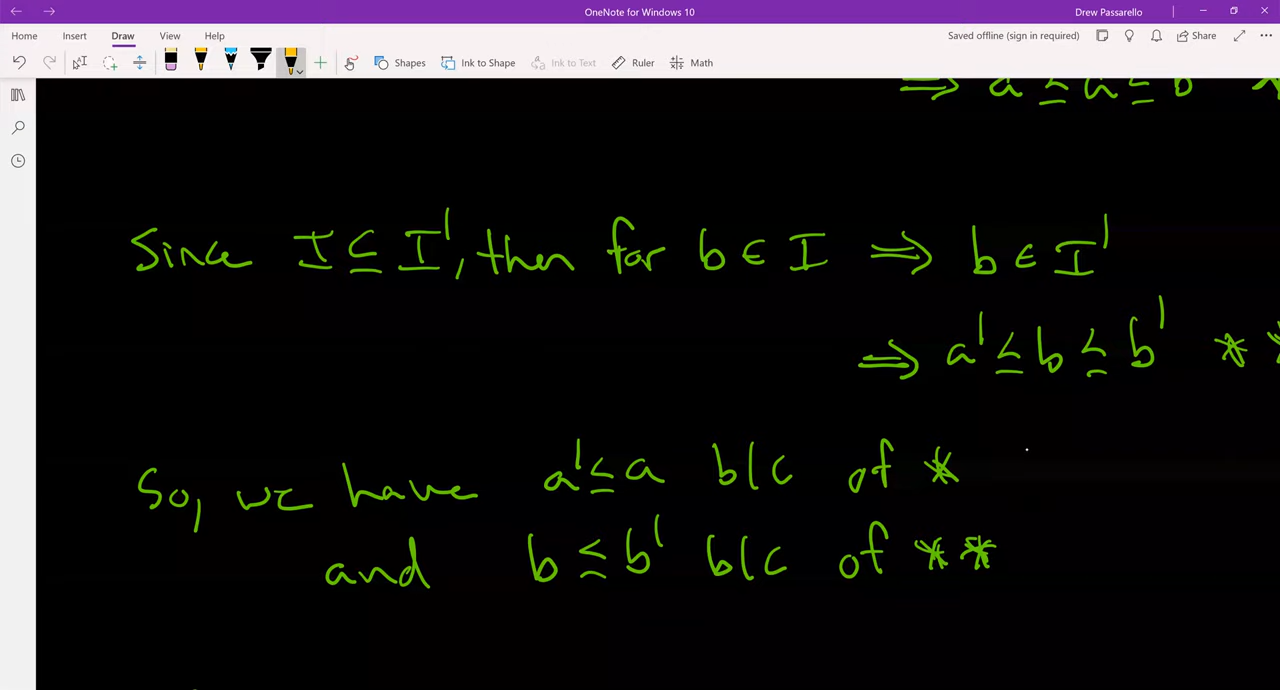 OneNote for Windows 10
Drew Passarello
Home Insert Draw View Help
Saved offline (sign in required)
Share
Shapes
Ink to Shape
Ink to Text
Ruler
Math
⟹ a' ≤ a ≤ b' *
Since I ⊆ I', then for b ∈ I ⟹ b ∈ I'
⟹ a' ≤ b ≤ b' * *
So, we have a' ≤ a b/c of *
and b ≤ b' b/c of * *